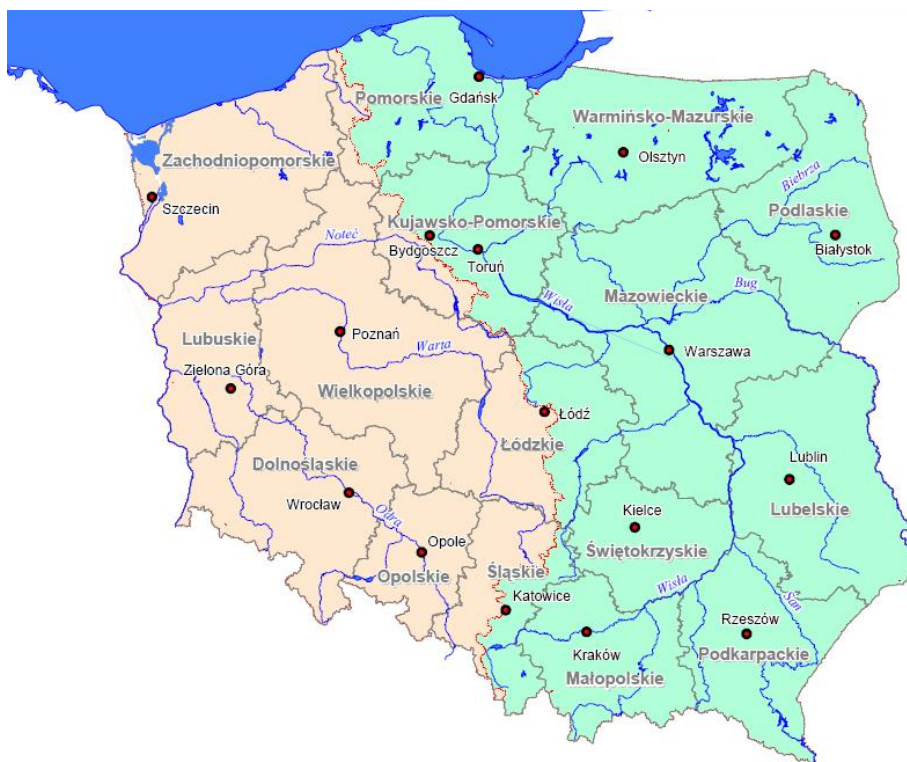 Pomorskie
Gdańsk
Warmińsko-Mazurskie
Olsztyn
Zachodniopomorskie
Szczecin
Biebrza
Podlaskie
Białystok
Kujawsko-Pomorskie
Noteć
Bydgoszcz
Toruń
Wisła
Mazowieckie
Bug
Lubuskie
Poznań
Warta
Warszawa
Zielona Góra
Wielkopolskie
Łódź
Łódzkie
Dolnośląskie
Wrocław
Odra
Lublin
Lubelskie
Kielce
Opole
Opolskie
Śląskie
Świętokrzyskie
Katowice
Wisła
San
Kraków
Rzeszów
Małopolskie
Podkarpackie